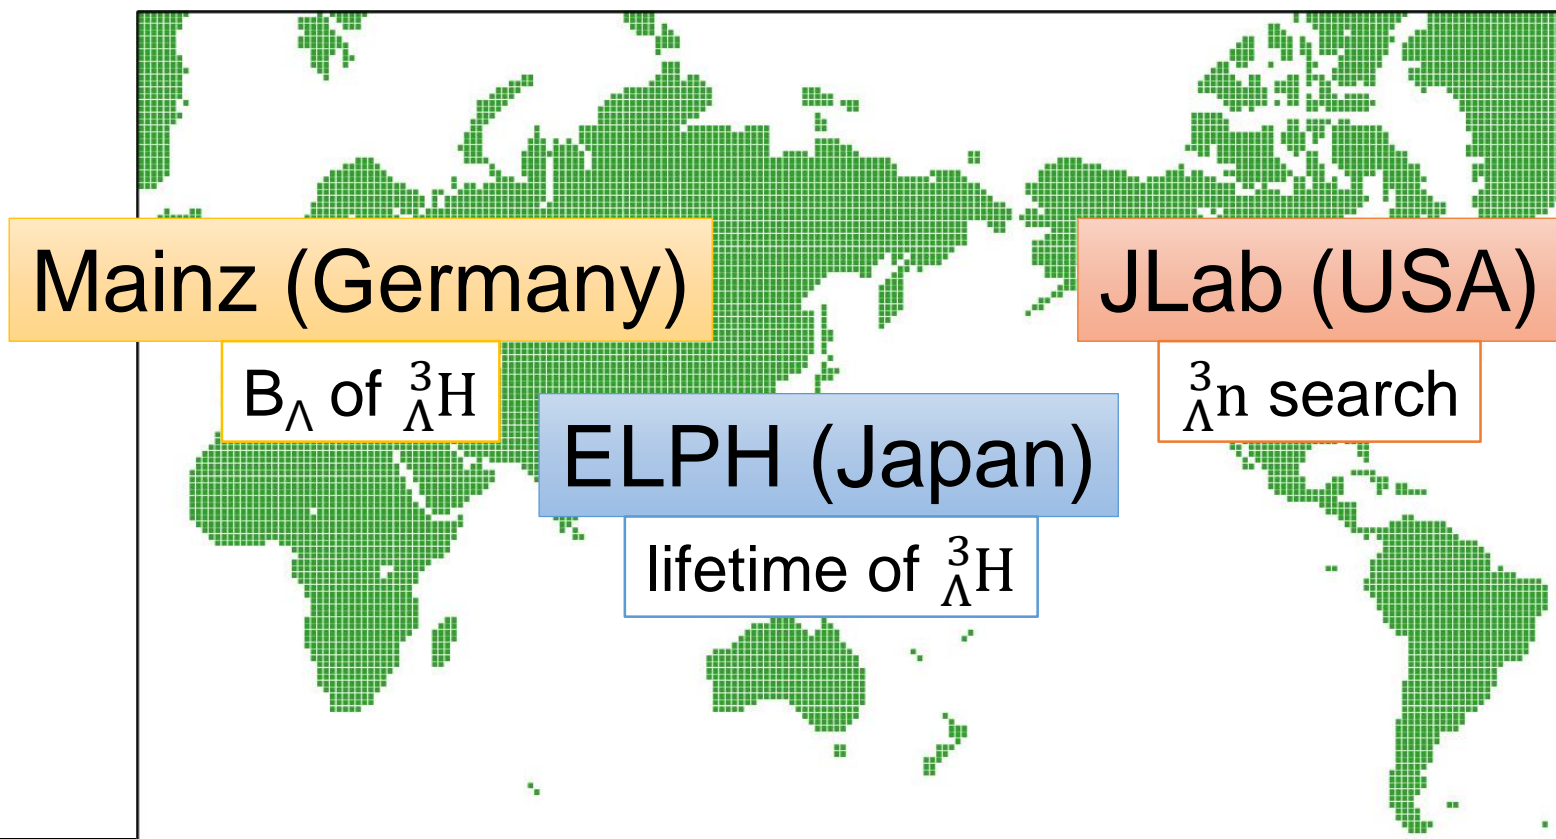 Mainz (Germany)
B_Λ of ³_ΛH
ELPH (Japan)
lifetime of ³_ΛH
JLab (USA)
³_Λn search